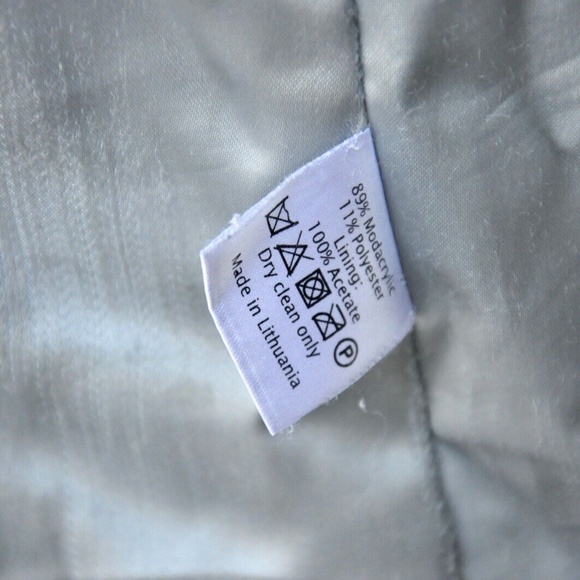 89% Modacrylic
11% Polyester
Lining:
100% Acetate
P
Dry clean only
Made in Lithuania